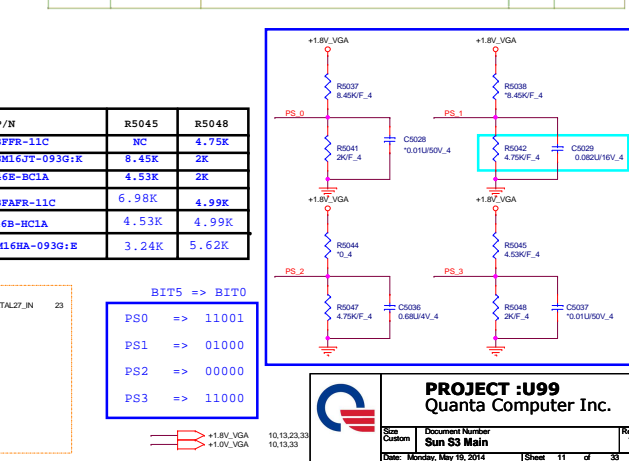 /N R5045 R5048
FFR-11C NC 4.75K
M16JT-093G:K 8.45K 2K
6E-BC1A 4.53K 2K
FAFR-11C 6.98K 4.99K
6B-HC1A 4.53K 4.99K
M16HA-093G:E 3.24K 5.62K
TAL27_IN 23
BIT5 => BIT0
PS0 => 11001
PS1 => 01000
PS2 => 00000
PS3 => 11000
+1.8V_VGA 10,13,23,33
+1.0V_VGA 10,13,33
+1.8V_VGA
R5037
8.45K/F_4
PS_0
R5041
2K/F_4
C5028
*0.01U/50V_4
+1.8V_VGA
R5038
*8.45K/F_4
PS_1
R5042
4.75K/F_4
C5029
0.082U/16V_4
+1.8V_VGA
R5044
*0_4
PS_2
R5047
4.75K/F_4
C5036
0.68U/4V_4
+1.8V_VGA
R5045
4.53K/F_4
PS_3
R5048
2K/F_4
C5037
*0.01U/50V_4
PROJECT :U99
Quanta Computer Inc.
Size Document Number
Custom Sun S3 Main
Date: Monday, May 19, 2014 Sheet 11 of 33